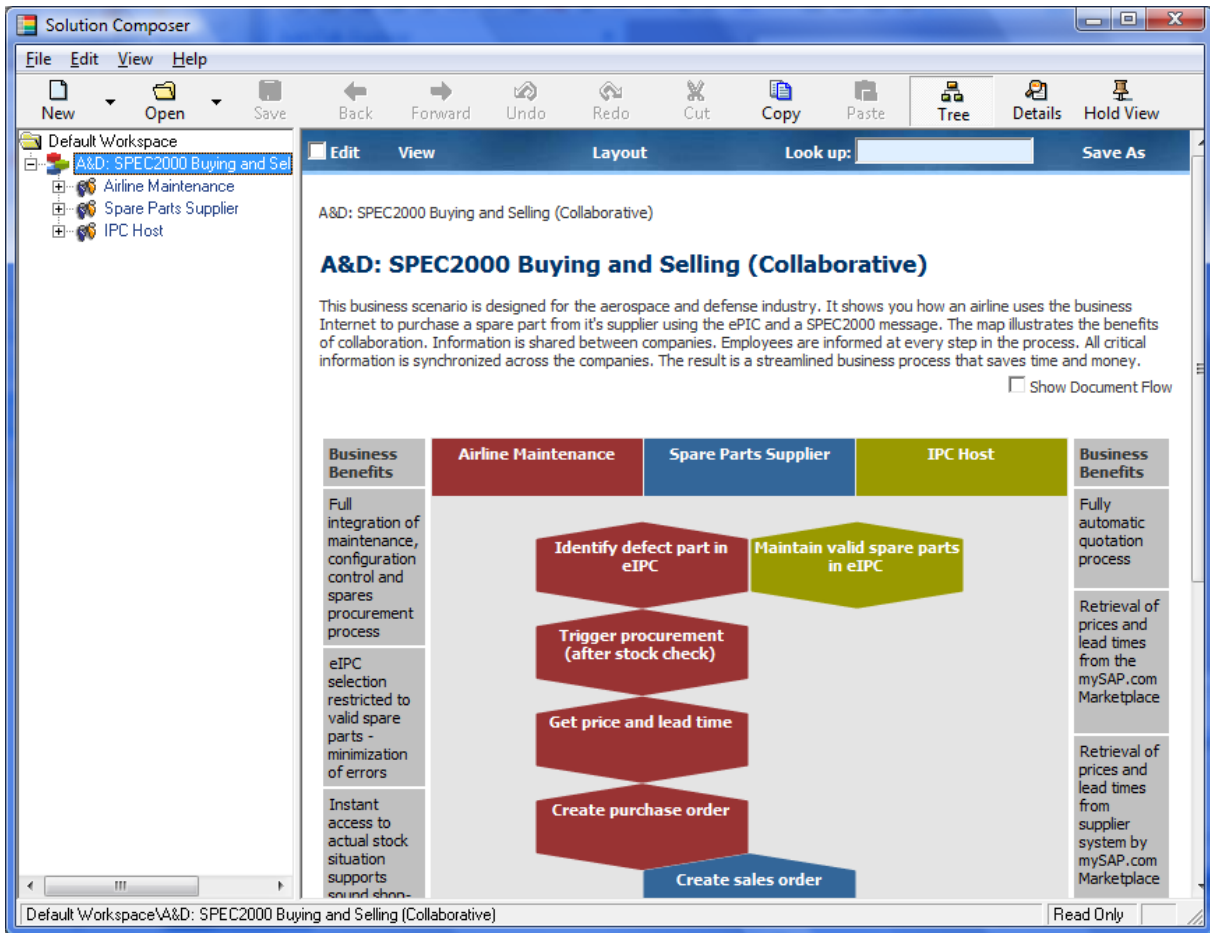 Solution Composer
File Edit View Help
New Open Save Back Forward Undo Redo Cut Copy Paste Tree Details Hold View
Default Workspace
A&D: SPEC2000 Buying and Sel
Airline Maintenance
Spare Parts Supplier
IPC Host
Edit View Layout Look up: Save As
A&D: SPEC2000 Buying and Selling (Collaborative)
A&D: SPEC2000 Buying and Selling (Collaborative)
This business scenario is designed for the aerospace and defense industry. It shows you how an airline uses the business
Internet to purchase a spare part from it's supplier using the ePIC and a SPEC2000 message. The map illustrates the benefits
of collaboration. Information is shared between companies. Employees are informed at every step in the process. All critical
information is synchronized across the companies. The result is a streamlined business process that saves time and money.
Show Document Flow
Business
Benefits
Full
integration of
maintenance,
configuration
control and
spares
procurement
process
eIPC
selection
restricted to
valid spare
parts -
minimization
of errors
Instant
access to
actual stock
situation
supports
sound shop-
Airline Maintenance
Spare Parts Supplier
IPC Host
Identify defect part in
eIPC
Maintain valid spare parts
in eIPC
Trigger procurement
(after stock check)
Get price and lead time
Create purchase order
Create sales order
Business
Benefits
Fully
automatic
quotation
process
Retrieval of
prices and
lead times
from the
mySAP.com
Marketplace
Retrieval of
prices and
lead times
from
supplier
system by
mySAP.com
Marketplace
Default Workspace\A&D: SPEC2000 Buying and Selling (Collaborative)
Read Only